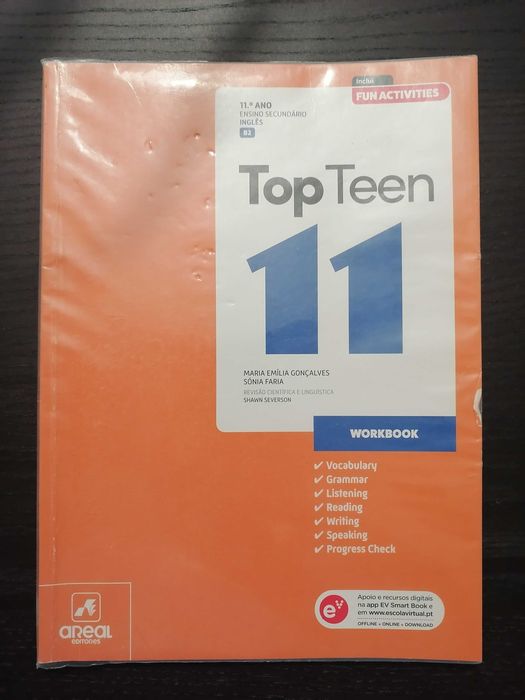 Inclui
FUN ACTIVITIES
11.º ANO
ENSINO SECUNDÁRIO
INGLÊS
B2
Top Teen
11
MARIA EMÍLIA GONÇALVES
SÓNIA FARIA
REVISÃO CIENTÍFICA E LINGUÍSTICA
SHAWN SEVERSON
WORKBOOK
✔ Vocabulary
✔ Grammar
✔ Listening
✔ Reading
✔ Writing
✔ Speaking
✔ Progress Check
AREAL
EDITORES
eV
Apoio e recursos digitais
na app EV Smart Book e
em www.escolavirtual.pt
OFFLINE + ONLINE + DOWNLOAD